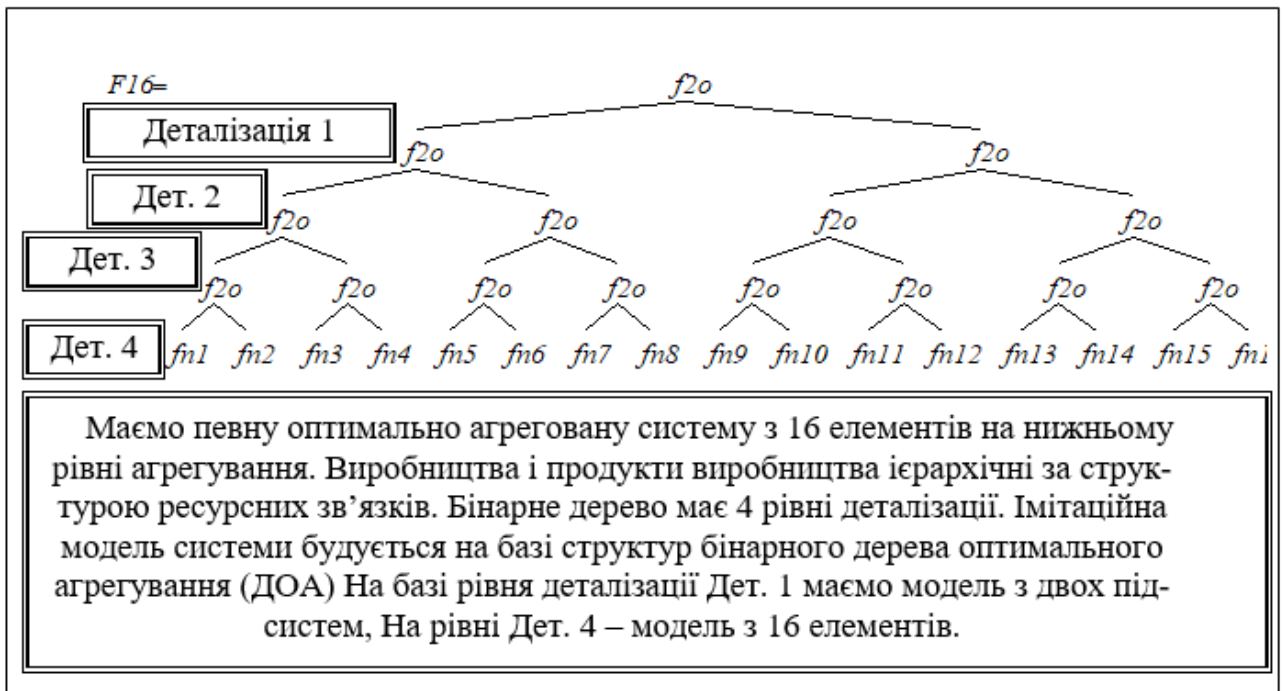 F16= f2o
Деталізація 1
f2o f2o
Дет. 2
f2o f2o f2o f2o
Дет. 3
f2o f2o f2o f2o f2o f2o f2o f2o
Дет. 4
fn1 fn2 fn3 fn4 fn5 fn6 fn7 fn8 fn9 fn10 fn11 fn12 fn13 fn14 fn15 fn1
Маємо певну оптимально агреговану систему з 16 елементів на нижньому
рівні агрегування. Виробництва і продукти виробництва ієрархічні за струк-
турою ресурсних зв’язків. Бінарне дерево має 4 рівні деталізації. Імітаційна
модель системи будується на базі структур бінарного дерева оптимального
агрегування (ДОА) На базі рівня деталізації Дет. 1 маємо модель з двох під-
систем, На рівні Дет. 4 – модель з 16 елементів.